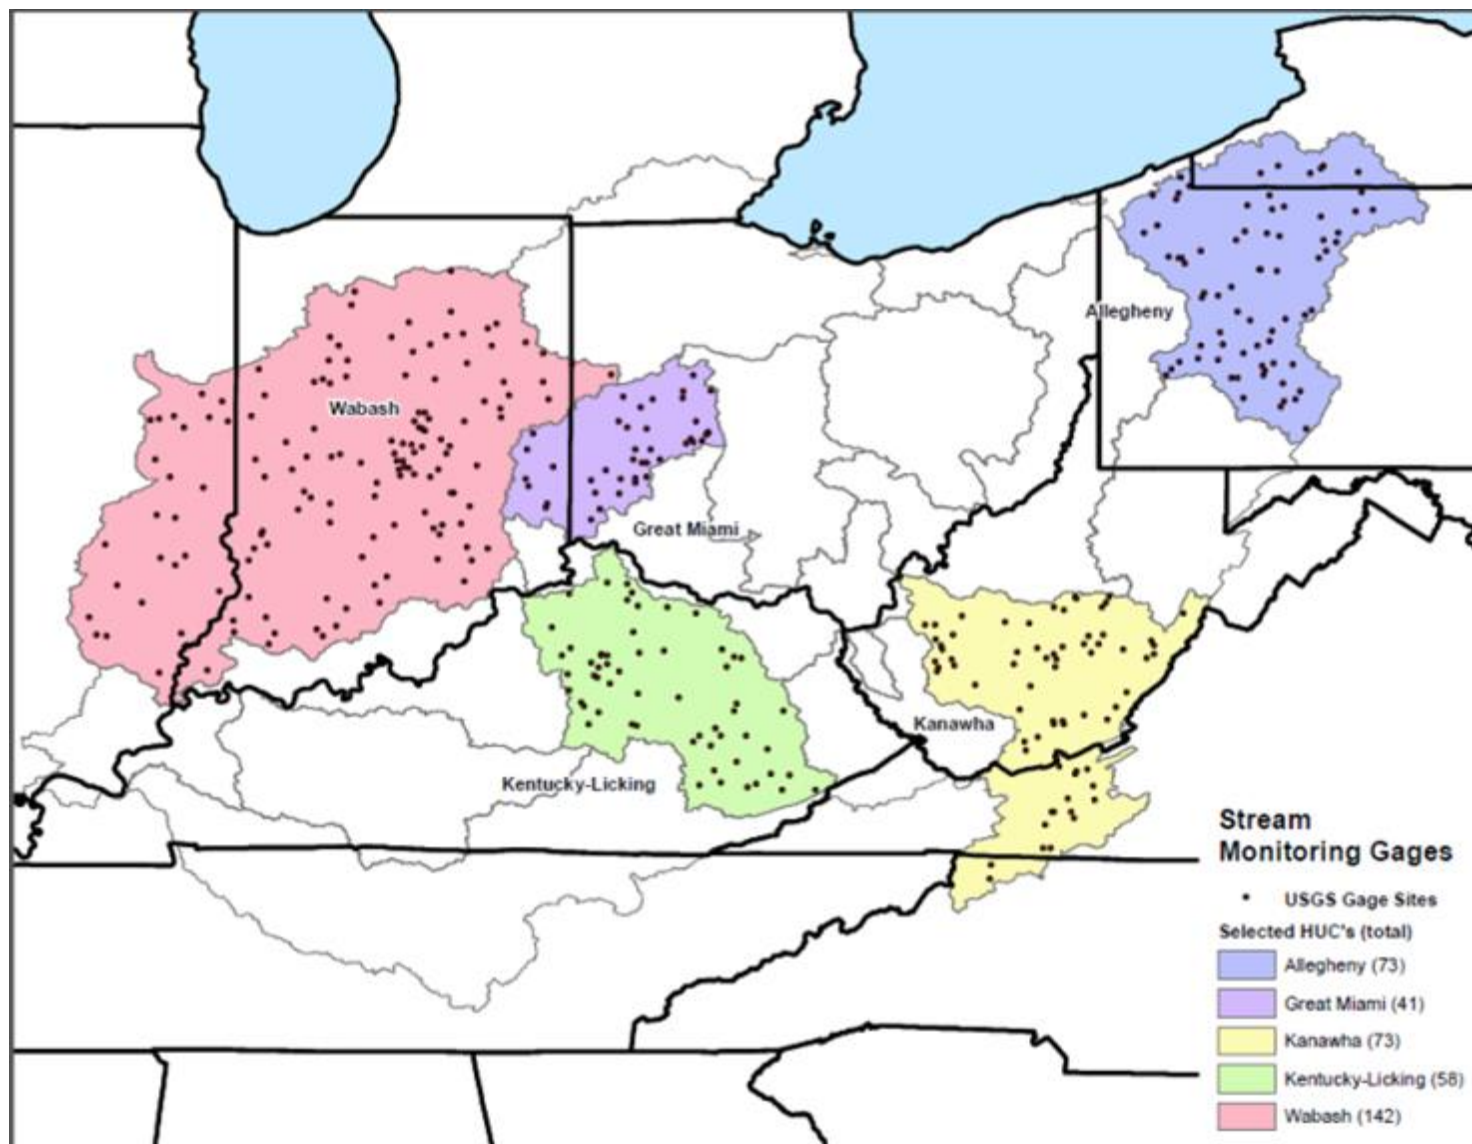 Allegheny
Wabash
Great Miami
Kanawha
Kentucky-Licking
Stream
Monitoring Gages
USGS Gage Sites
Selected HUC's (total)
Allegheny (73)
Great Miami (41)
Kanawha (73)
Kentucky-Licking (58)
Wabash (142)